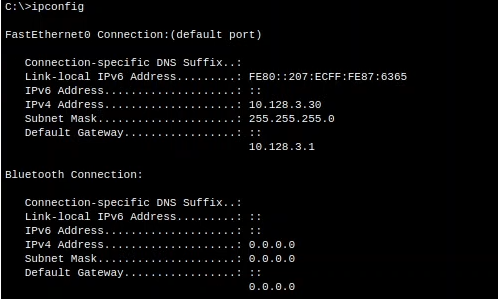 C:\>ipconfig
FastEthernet0 Connection:(default port)
Connection-specific DNS Suffix..:
Link-local IPv6 Address.........: FE80::207:ECFF:FE87:6365
IPv6 Address....................: ::
IPv4 Address....................: 10.128.3.30
Subnet Mask.....................: 255.255.255.0
Default Gateway.................: ::
10.128.3.1
Bluetooth Connection:
Connection-specific DNS Suffix..:
Link-local IPv6 Address.........: ::
IPv6 Address....................: ::
IPv4 Address....................: 0.0.0.0
Subnet Mask.....................: 0.0.0.0
Default Gateway.................: ::
0.0.0.0